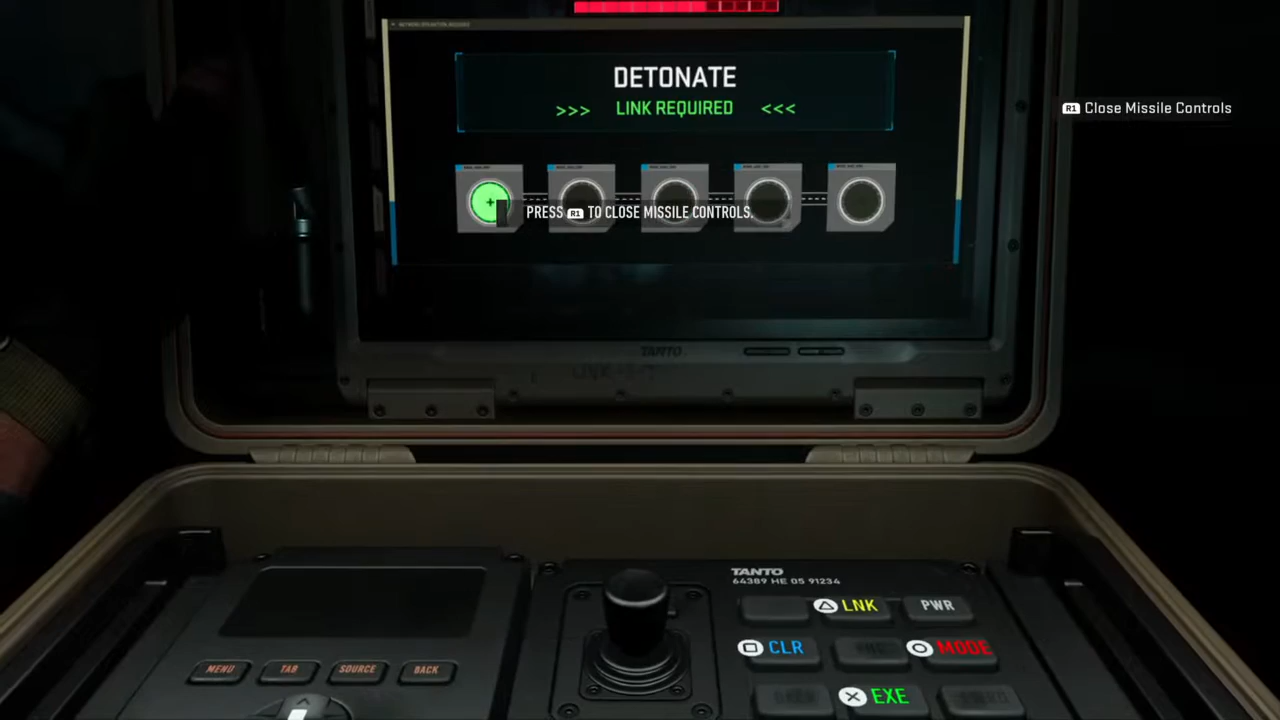 DETONATE
>>> LINK REQUIRED <<<
R1 Close Missile Controls
PRESS R1 TO CLOSE MISSILE CONTROLS.
TANTO
TANTO
64389 HE 05 91234
LNK
PWR
CLR
MODE
MENU
TAB
SOURCE
BACK
EXE